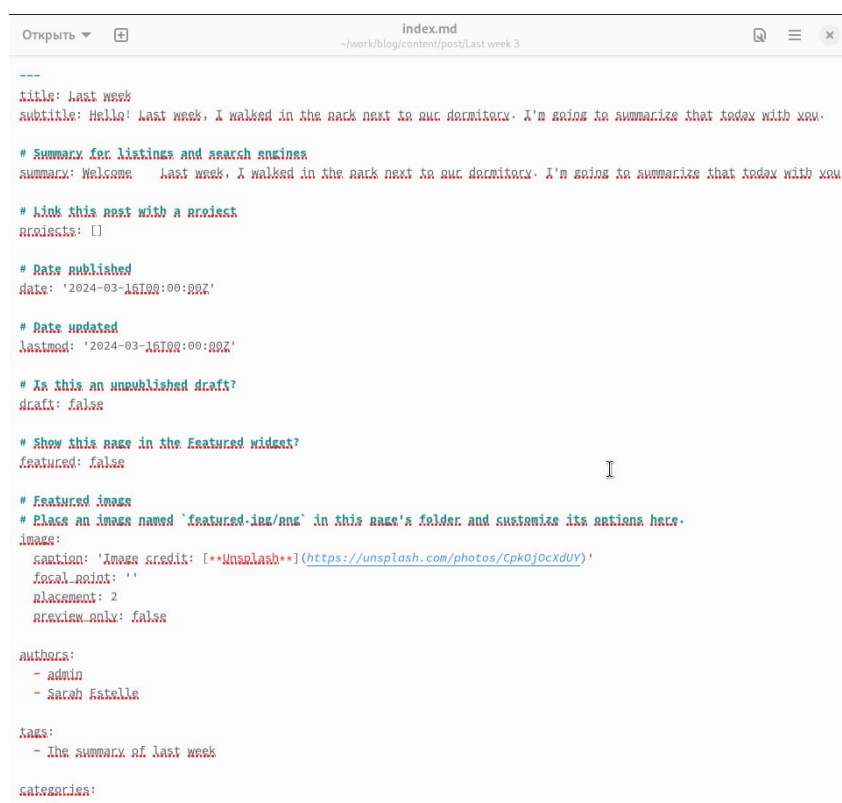 Открыть
index.md
~/work/blog/content/post/Last week 3
---
title: Last week
subtitle: Hello! Last week, I walked in the park next to our dormitory. I'm going to summarize that today with you.
# Summary for listings and search engines
summary: Welcome    Last week, I walked in the park next to our dormitory. I'm going to summarize that today with you
# Link this post with a project
projects: []
# Date published
date: '2024-03-16T00:00:00Z'
# Date updated
lastmod: '2024-03-16T00:00:00Z'
# Is this an unpublished draft?
draft: false
# Show this page in the Featured widget?
featured: false
# Featured image
# Place an image named `featured.jpg/png` in this page's folder and customize its options here.
image:
  caption: 'Image credit: [**Unsplash**](https://unsplash.com/photos/CpkOjOcXdUY)'
  focal_point: ''
  placement: 2
  preview_only: false
authors:
  - admin
  - Sarah Estelle
tags:
  - The summary of last week
categories: